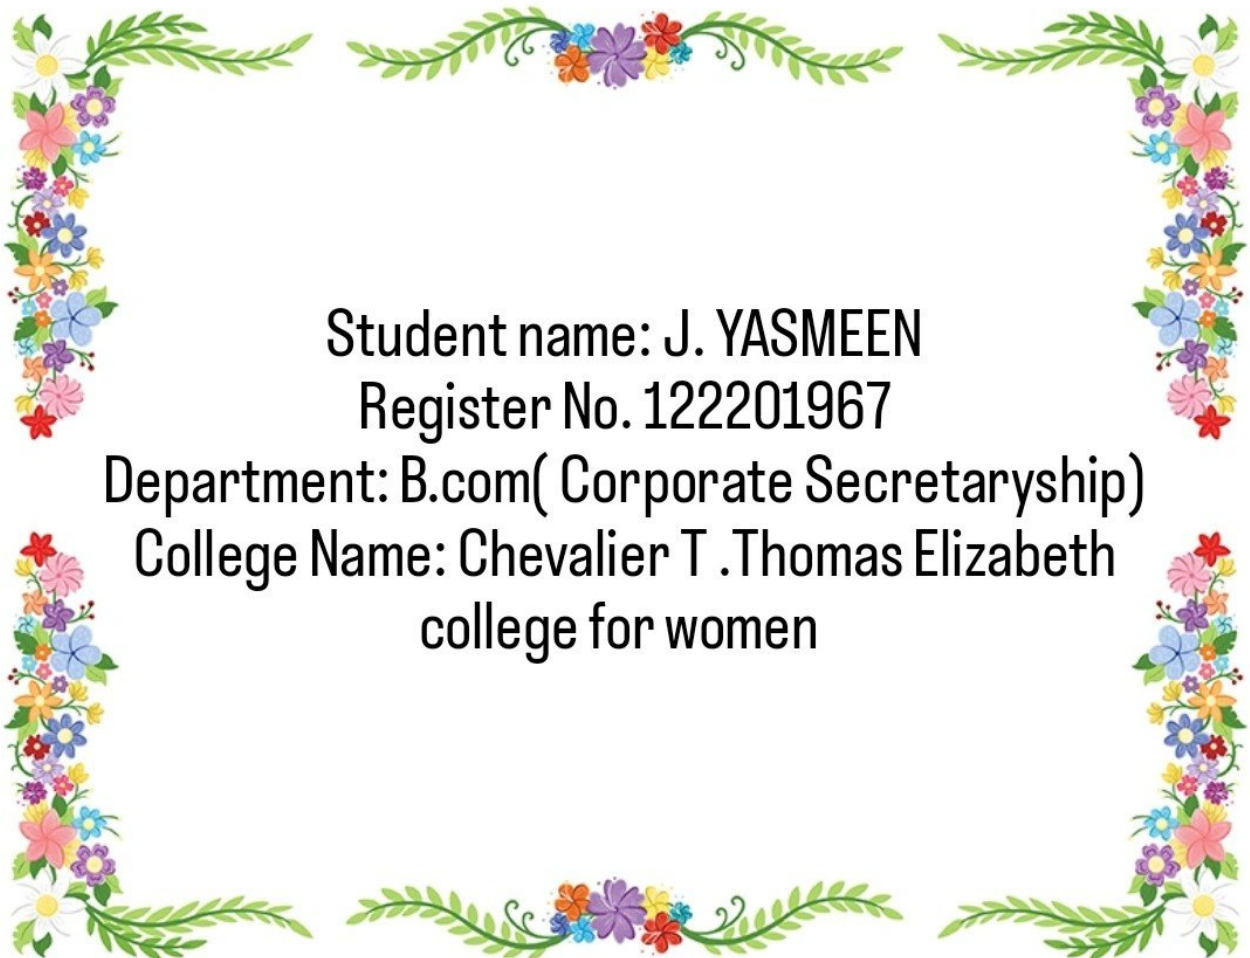 Student name: J. YASMEEN
Register No. 122201967
Department: B.com( Corporate Secretaryship)
College Name: Chevalier T .Thomas Elizabeth
college for women